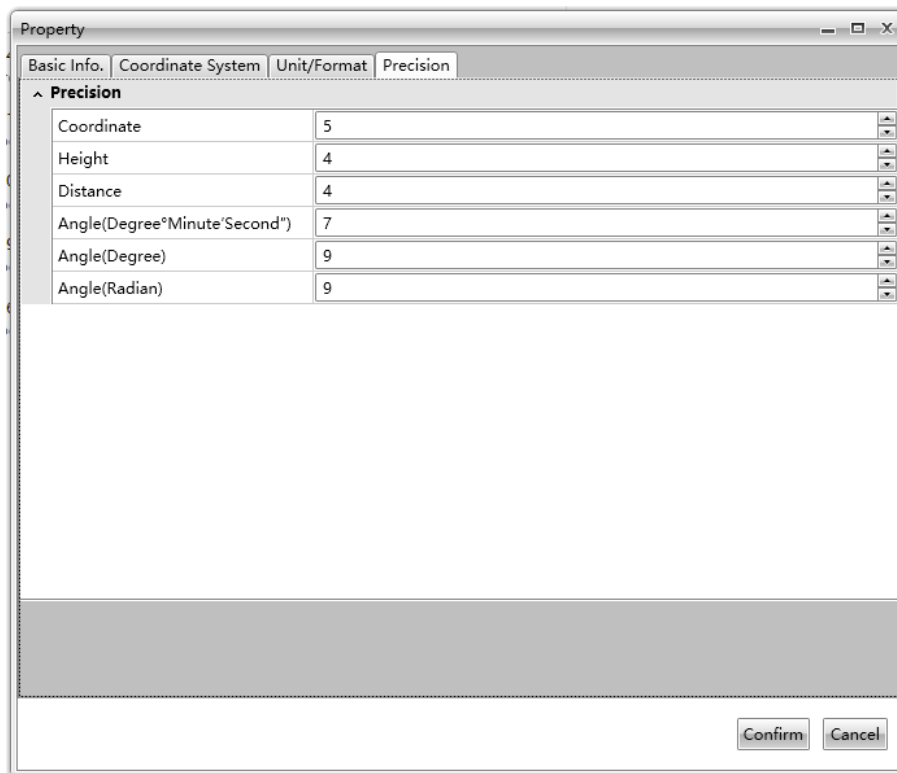 Property
Basic Info. Coordinate System Unit/Format Precision
Precision
Coordinate 5
Height 4
Distance 4
Angle(Degree°Minute'Second") 7
Angle(Degree) 9
Angle(Radian) 9
Confirm Cancel